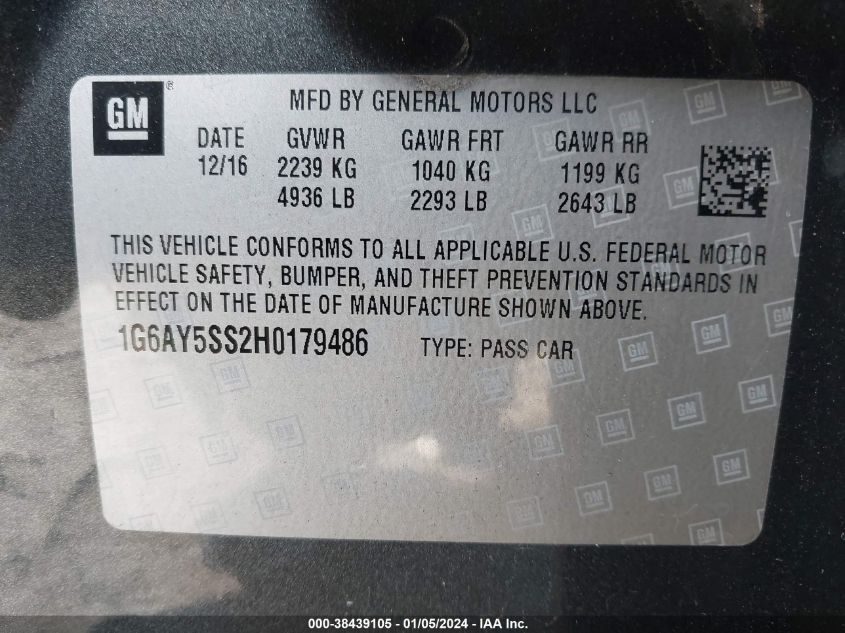 GM ®
MFD BY GENERAL MOTORS LLC
DATE GVWR GAWR FRT GAWR RR
12/16 2239 KG 1040 KG 1199 KG
4936 LB 2293 LB 2643 LB
THIS VEHICLE CONFORMS TO ALL APPLICABLE U.S. FEDERAL MOTOR
VEHICLE SAFETY, BUMPER, AND THEFT PREVENTION STANDARDS IN
EFFECT ON THE DATE OF MANUFACTURE SHOWN ABOVE.
1G6AY5SS2H0179486 TYPE: PASS CAR
000-38439105 - 01/05/2024 - IAA Inc.